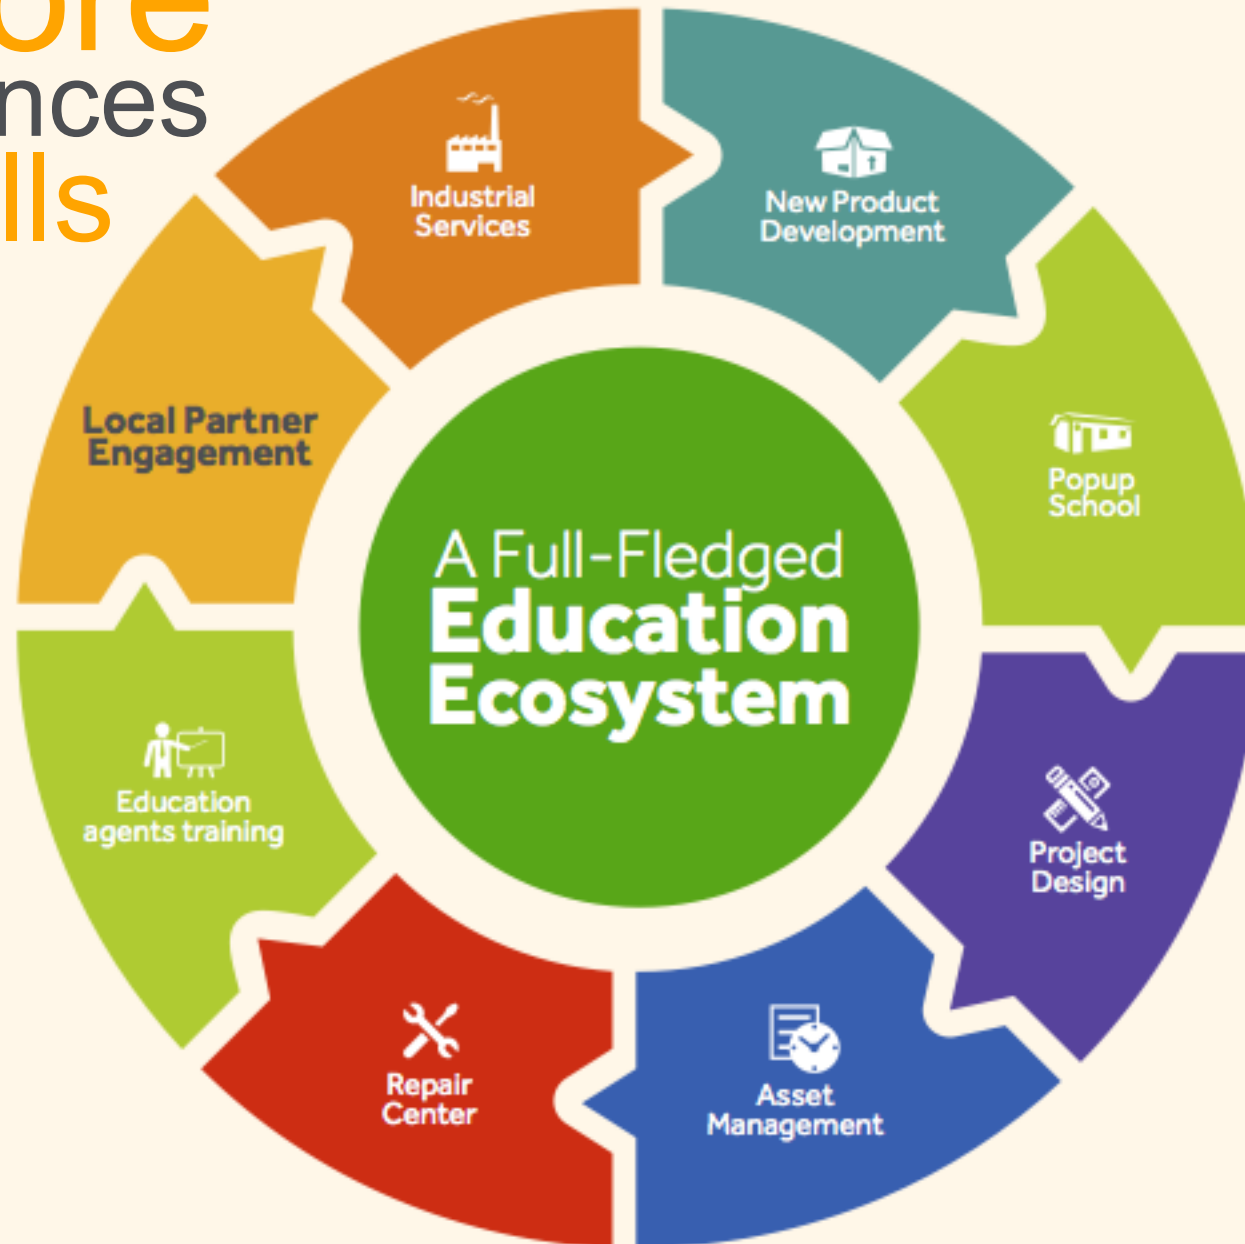 ore
nces
lls
Industrial
Services
New Product
Development
Popup
School
Project
Design
Asset
Management
Repair
Center
Education
agents training
Local Partner
Engagement
A Full-Fledged
Education
Ecosystem